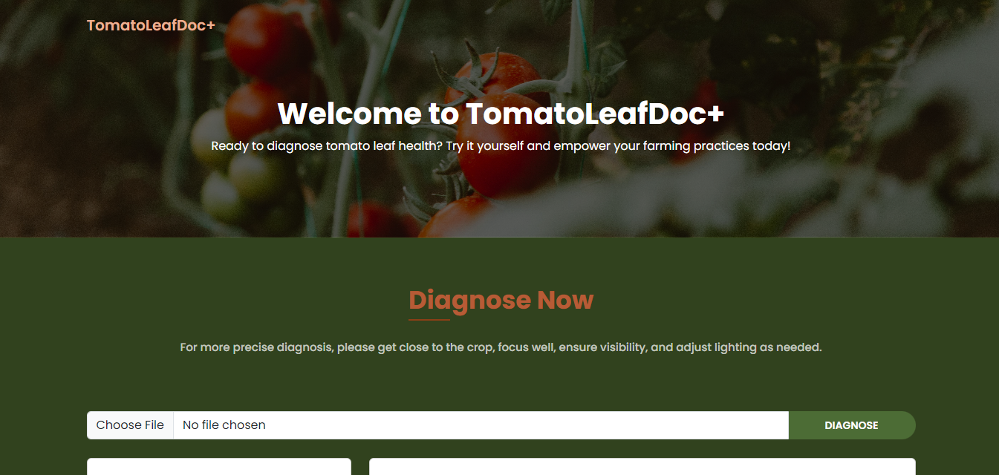 TomatoLeafDoc+
Welcome to TomatoLeafDoc+
Ready to diagnose tomato leaf health? Try it yourself and empower your farming practices today!
Diagnose Now
For more precise diagnosis, please get close to the crop, focus well, ensure visibility, and adjust lighting as needed.
Choose File No file chosen DIAGNOSE